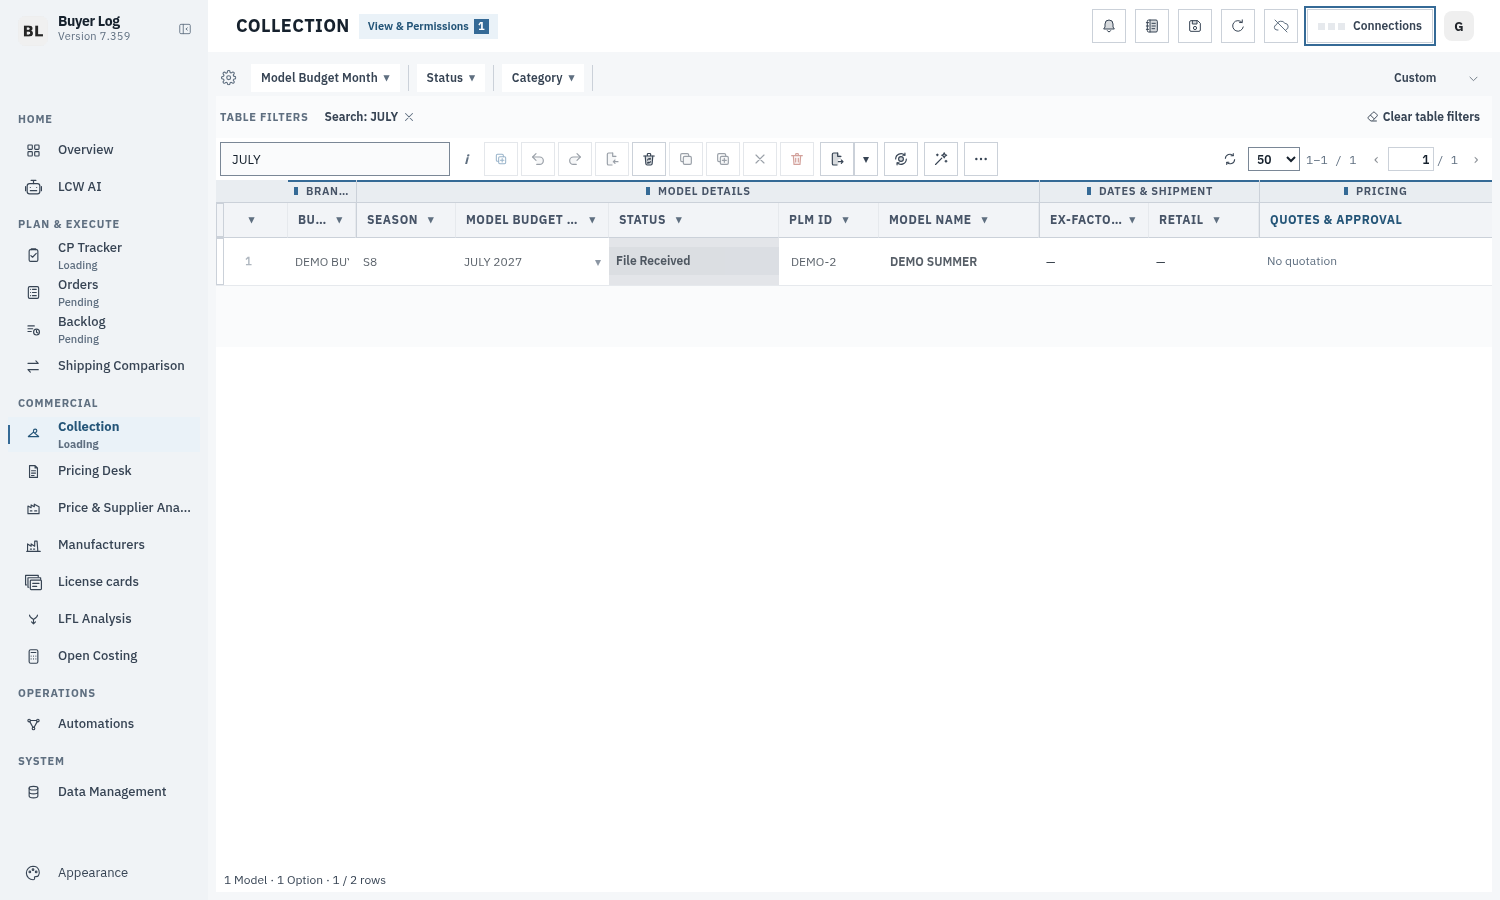 BL
Buyer Log
Version 7.359
HOME
Overview
LCW AI
PLAN & EXECUTE
CP Tracker
Loading
Orders
Pending
Backlog
Pending
Shipping Comparison
COMMERCIAL
Collection
Loading
Pricing Desk
Price & Supplier Ana...
Manufacturers
License cards
LFL Analysis
Open Costing
OPERATIONS
Automations
SYSTEM
Data Management
Appearance
COLLECTION View & Permissions 1
Connections G
Model Budget Month ▾ Status ▾ Category ▾ Custom
TABLE FILTERS Search: JULY Clear table filters
JULY i 50 1–1 / 1 ‹ 1 / 1 ›
BRAN... MODEL DETAILS DATES & SHIPMENT PRICING
BU... SEASON MODEL BUDGET ... STATUS PLM ID MODEL NAME EX-FACTO... RETAIL QUOTES & APPROVAL
1 DEMO BUY S8 JULY 2027 File Received DEMO-2 DEMO SUMMER — — No quotation
1 Model · 1 Option · 1 / 2 rows